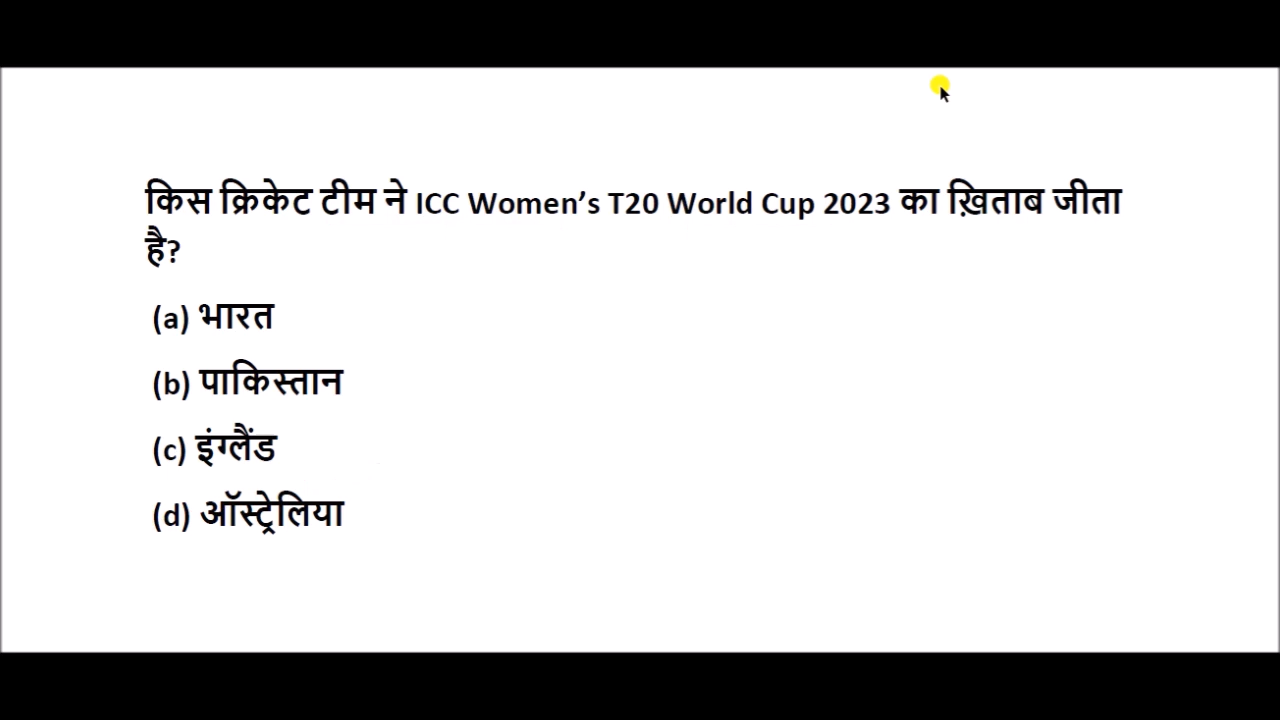 किस क्रिकेट टीम ने ICC Women’s T20 World Cup 2023 का ख़िताब जीता
है?
(a) भारत
(b) पाकिस्तान
(c) इंग्लैंड
(d) ऑस्ट्रेलिया